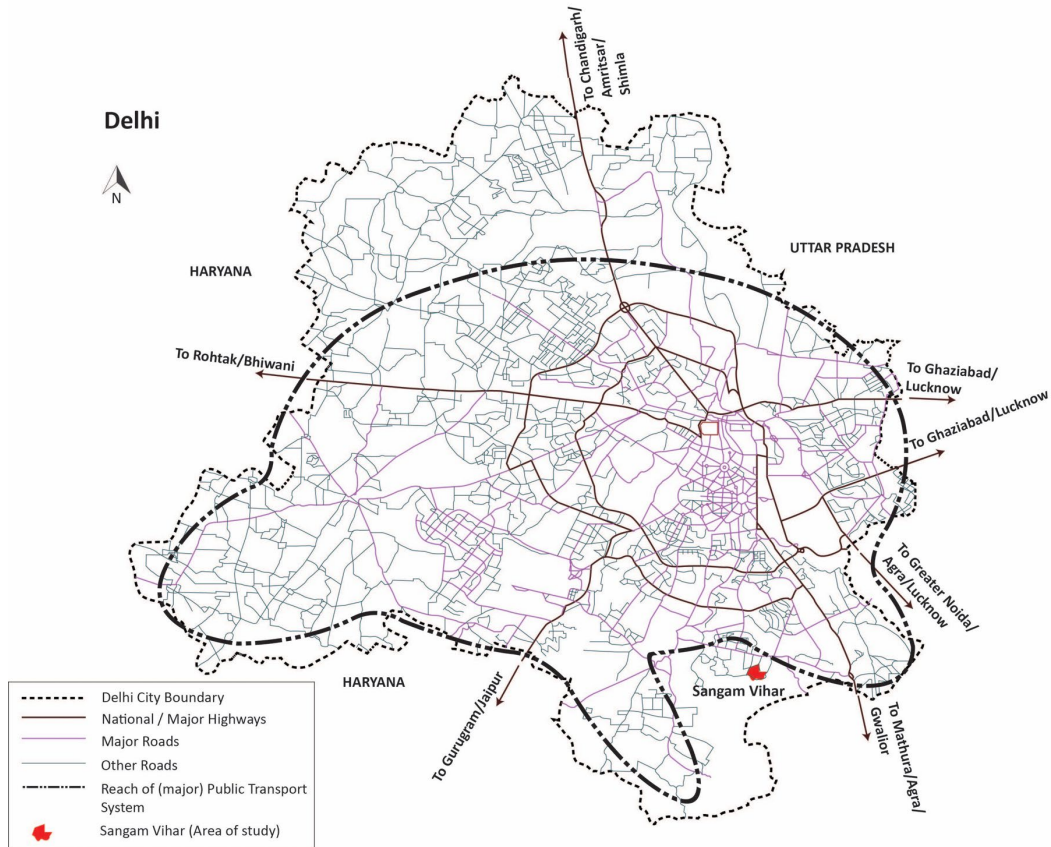 To Chandigarh/
Amritsar/
Shimla
Delhi
N
UTTAR PRADESH
HARYANA
To Rohtak/Bhiwani
To Ghaziabad/
Lucknow
To Ghaziabad/Lucknow
To Greater Noida/
Agra/Lucknow
HARYANA
Sangam Vihar
To Gurugram/Jaipur
To Mathura/Agra/
Gwalior
Delhi City Boundary
National / Major Highways
Major Roads
Other Roads
Reach of (major) Public Transport
System
Sangam Vihar (Area of study)